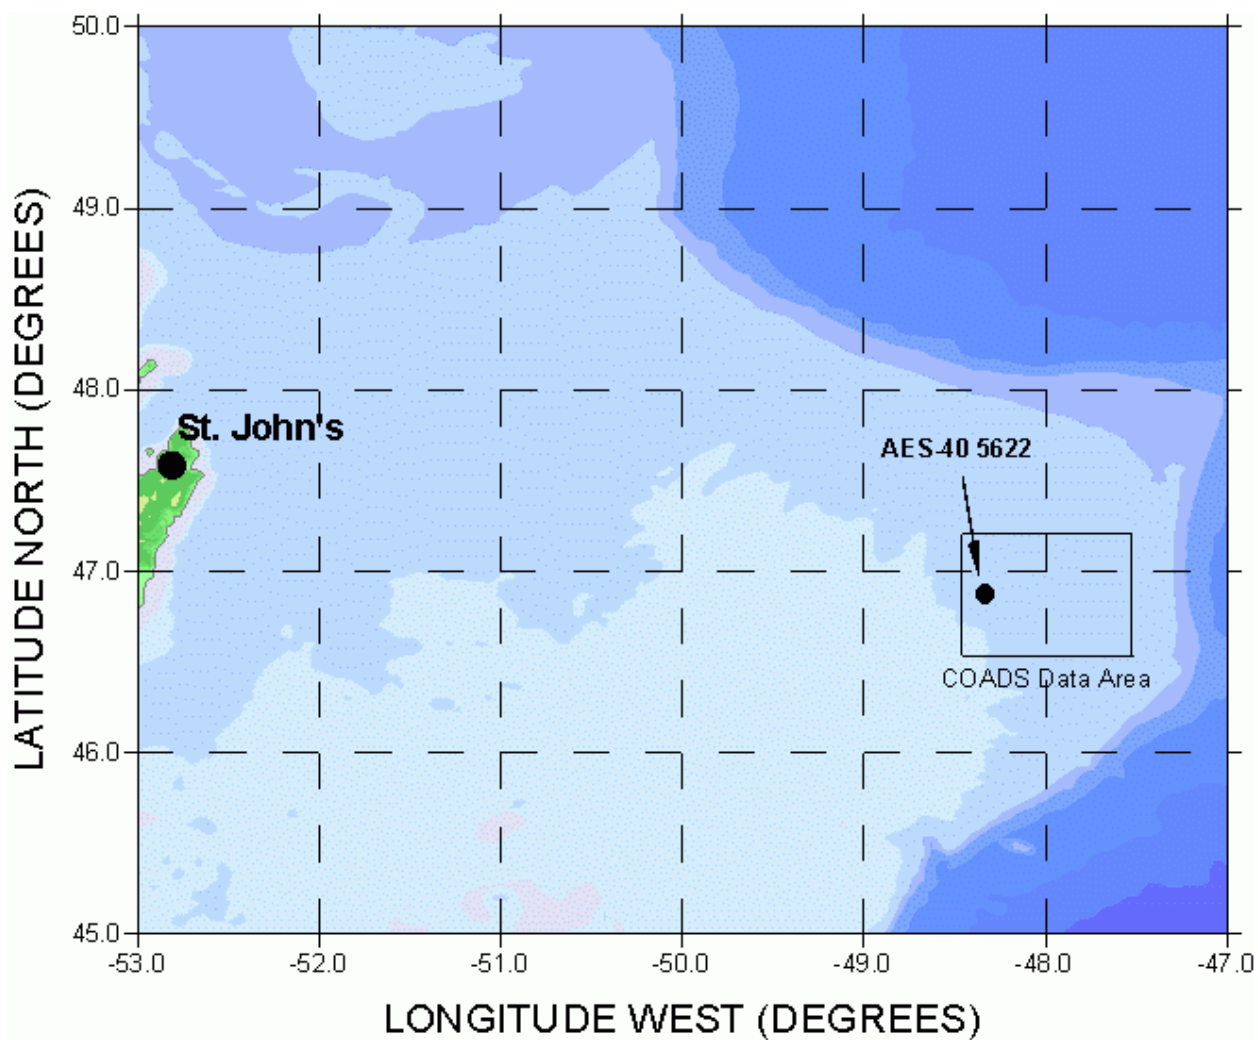 50.0
49.0
48.0
47.0
46.0
45.0
LATITUDE NORTH (DEGREES)
St. John's
AES-40 5622
COADS Data Area
-53.0 -52.0 -51.0 -50.0 -49.0 -48.0 -47.0
LONGITUDE WEST (DEGREES)